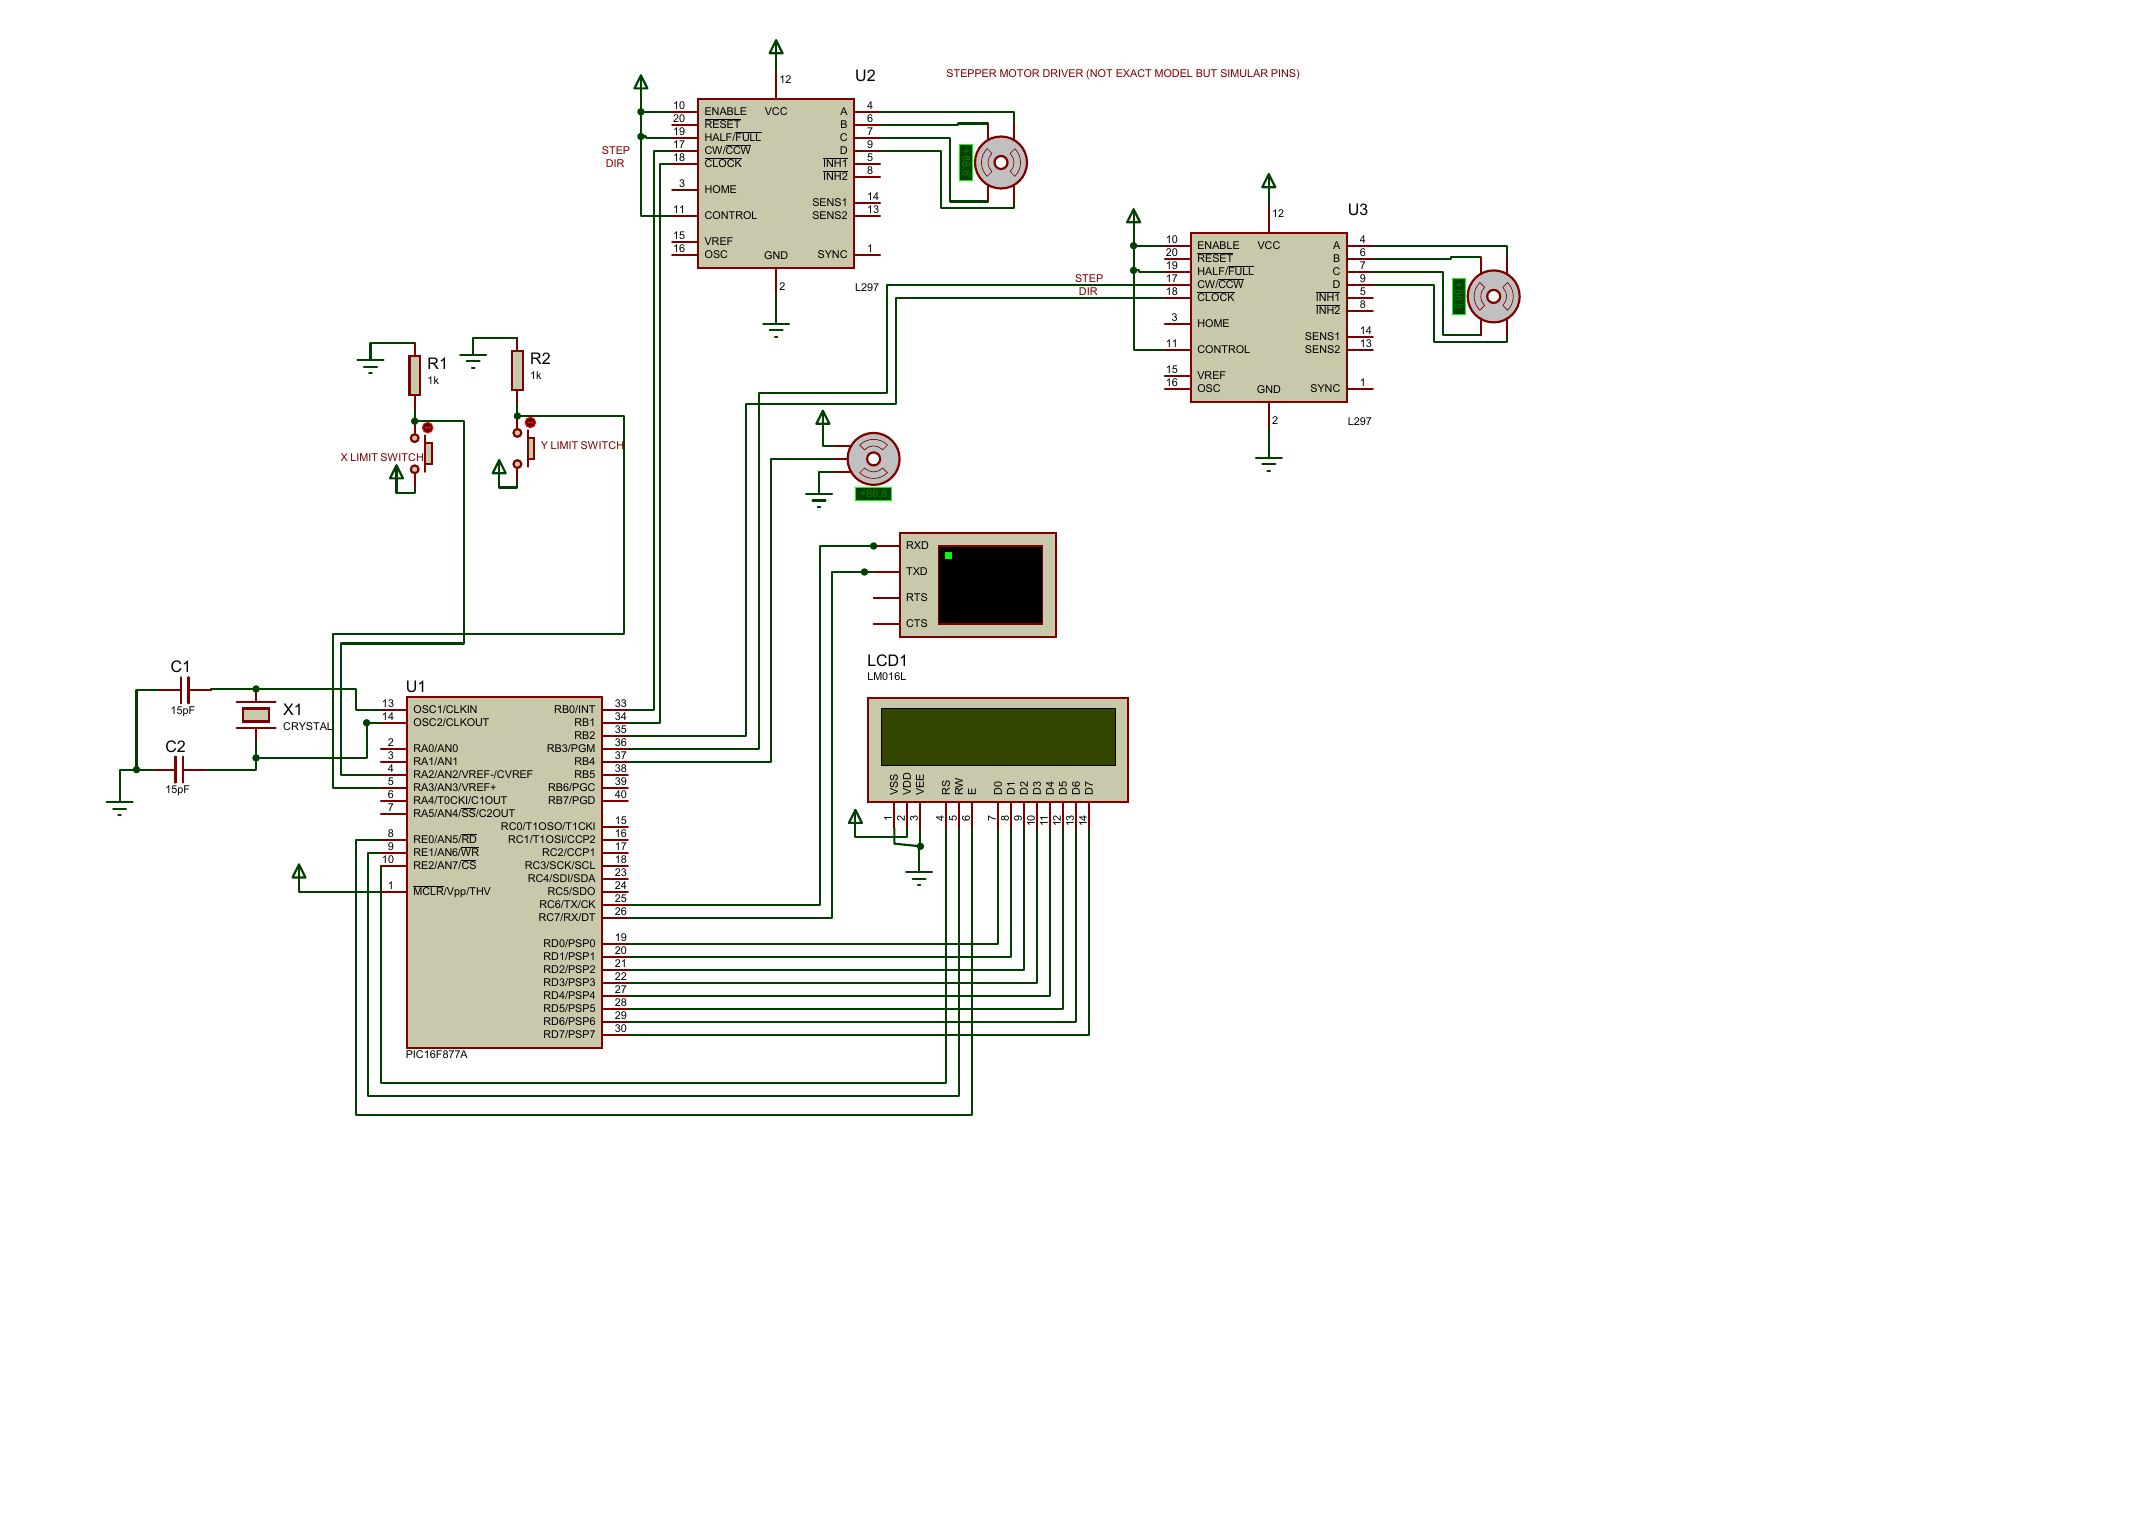 STEPPER MOTOR DRIVER (NOT EXACT MODEL BUT SIMULAR PINS)
U2
12
10 ENABLE VCC A 4
20 RESET B 6
19 HALF/FULL C 7
17 CW/CCW D 9
18 CLOCK INH1 5
INH2 8
3 HOME
SENS1 14
11 CONTROL SENS2 13
15 VREF
16 OSC GND SYNC 1
2
L297
STEP
DIR
U3
12
10 ENABLE VCC A 4
20 RESET B 6
19 HALF/FULL C 7
17 CW/CCW D 9
18 CLOCK INH1 5
INH2 8
3 HOME
SENS1 14
11 CONTROL SENS2 13
15 VREF
16 OSC GND SYNC 1
2
L297
STEP
DIR
R1
1k
R2
1k
X LIMIT SWITCH
Y LIMIT SWITCH
+88.8
RXD
TXD
RTS
CTS
LCD1
LM016L
VSS VDD VEE RS RW E D0 D1 D2 D3 D4 D5 D6 D7
1 2 3 4 5 6 7 8 9 10 11 12 13 14
C1
15pF
C2
15pF
X1
CRYSTAL
U1
13 OSC1/CLKIN RB0/INT 33
14 OSC2/CLKOUT RB1 34
RB2 35
2 RA0/AN0 RB3/PGM 36
3 RA1/AN1 RB4 37
4 RA2/AN2/VREF-/CVREF RB5 38
5 RA3/AN3/VREF+ RB6/PGC 39
6 RA4/T0CKI/C1OUT RB7/PGD 40
7 RA5/AN4/SS/C2OUT
RC0/T1OSO/T1CKI 15
8 RE0/AN5/RD RC1/T1OSI/CCP2 16
9 RE1/AN6/WR RC2/CCP1 17
10 RE2/AN7/CS RC3/SCK/SCL 18
RC4/SDI/SDA 23
1 MCLR/Vpp/THV RC5/SDO 24
RC6/TX/CK 25
RC7/RX/DT 26
RD0/PSP0 19
RD1/PSP1 20
RD2/PSP2 21
RD3/PSP3 22
RD4/PSP4 27
RD5/PSP5 28
RD6/PSP6 29
RD7/PSP7 30
PIC16F877A